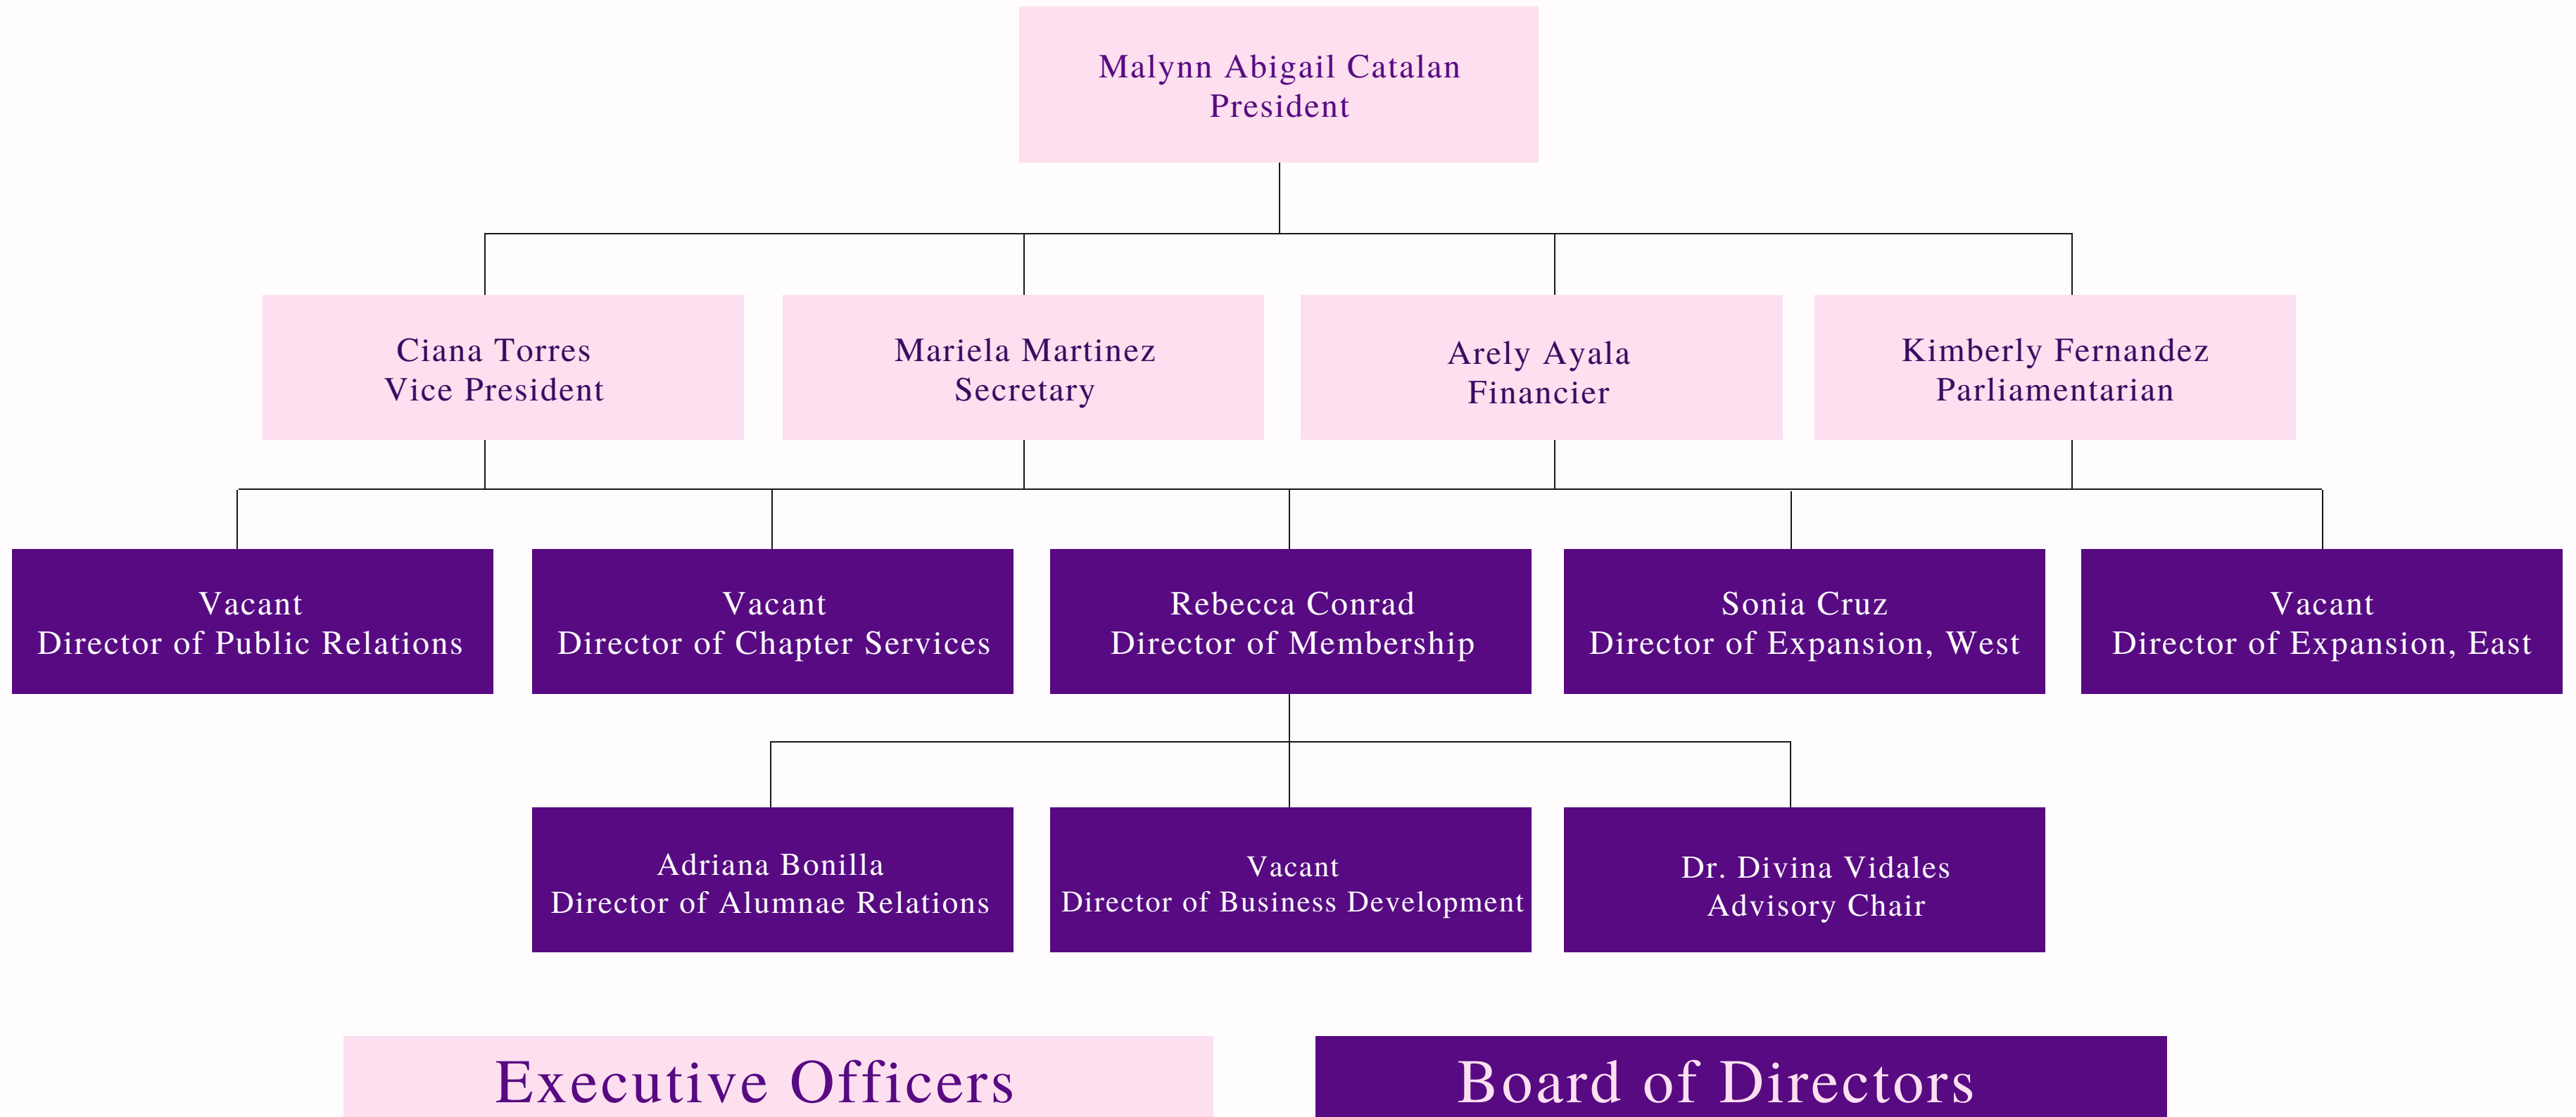 Malynn Abigail Catalan
President
Ciana Torres
Vice President
Mariela Martinez
Secretary
Arely Ayala
Financier
Kimberly Fernandez
Parliamentarian
Vacant
Director of Public Relations
Vacant
Director of Chapter Services
Rebecca Conrad
Director of Membership
Sonia Cruz
Director of Expansion, West
Vacant
Director of Expansion, East
Adriana Bonilla
Director of Alumnae Relations
Vacant
Director of Business Development
Dr. Divina Vidales
Advisory Chair
Executive Officers
Board of Directors